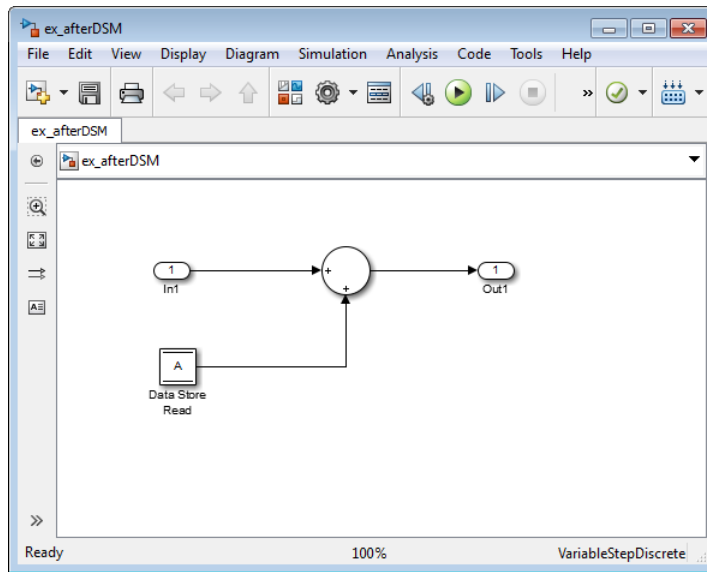 ex_afterDSM
File Edit View Display Diagram Simulation Analysis Code Tools Help
»
ex_afterDSM
ex_afterDSM
1
In1
+
+
1
Out1
A
Data Store
Read
A
»
Ready 100% VariableStepDiscrete